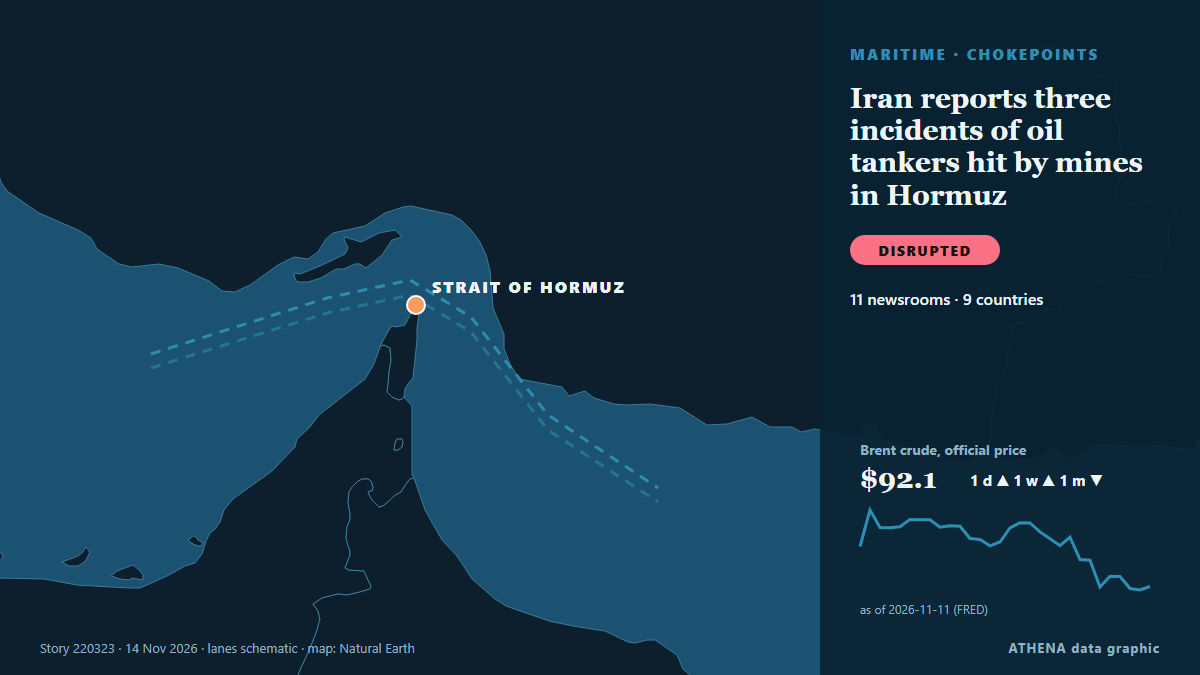 MARITIME · CHOKEPOINTS
Iran reports three
incidents of oil
tankers hit by mines
in Hormuz
DISRUPTED
11 newsrooms · 9 countries
STRAIT OF HORMUZ
Brent crude, official price
$92.1 1 d ▲ 1 w ▲ 1 m ▼
as of 2026-11-11 (FRED)
Story 220323 · 14 Nov 2026 · lanes schematic · map: Natural Earth
ATHENA data graphic